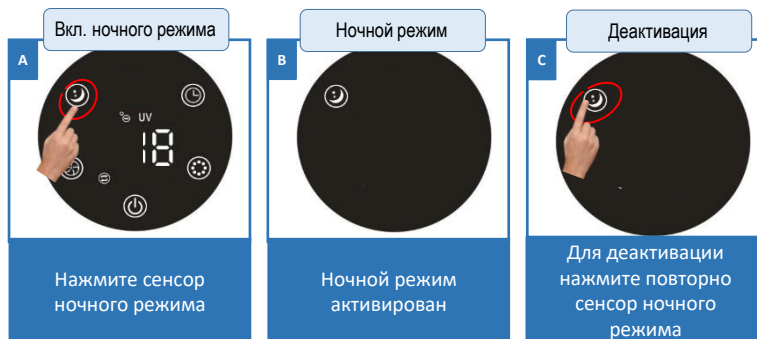 Вкл. ночного режима
A
UV
18
Нажмите сенсор
ночного режима
Ночной режим
B
Ночной режим
активирован
Деактивация
C
Для деактивации
нажмите повторно
сенсор ночного
режима